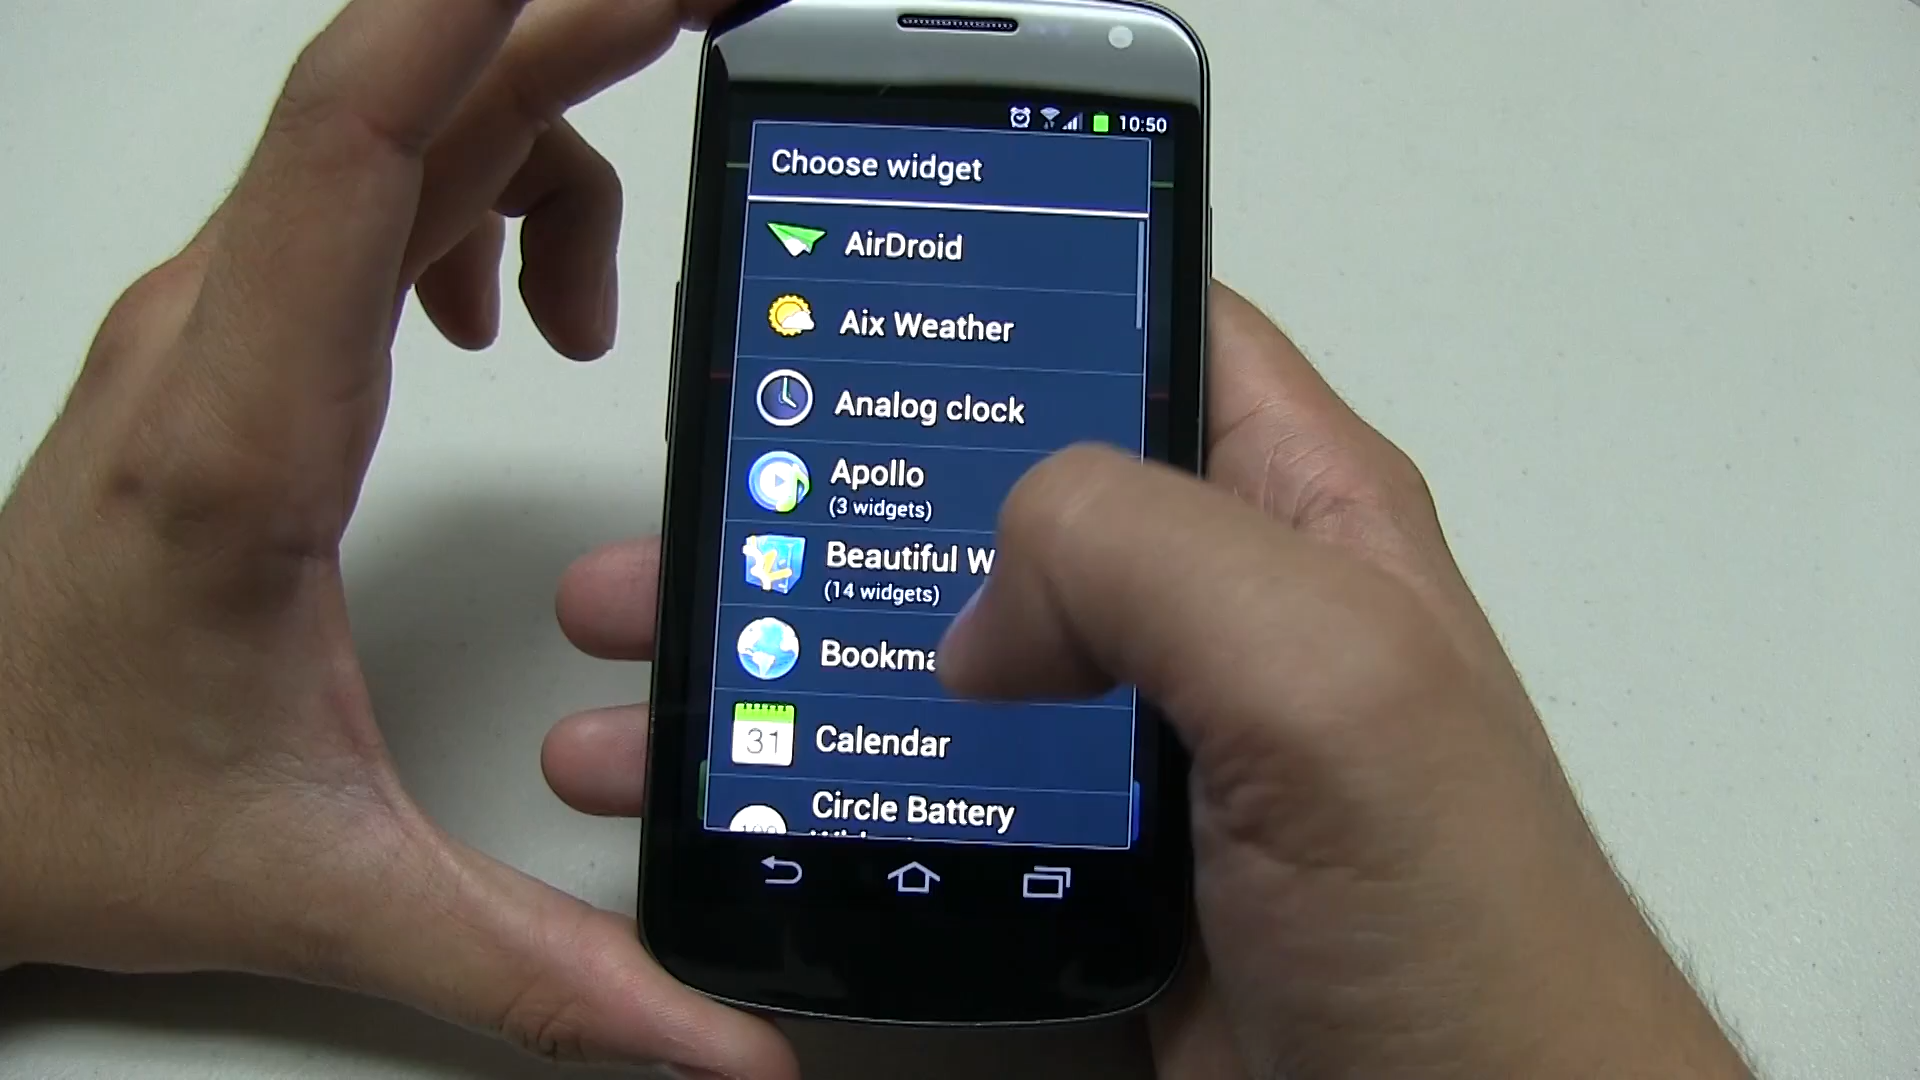 10:50
Choose widget
AirDroid
Aix Weather
Analog clock
Apollo
(3 widgets)
Beautiful W
(14 widgets)
Bookma
31
Calendar
Circle Battery